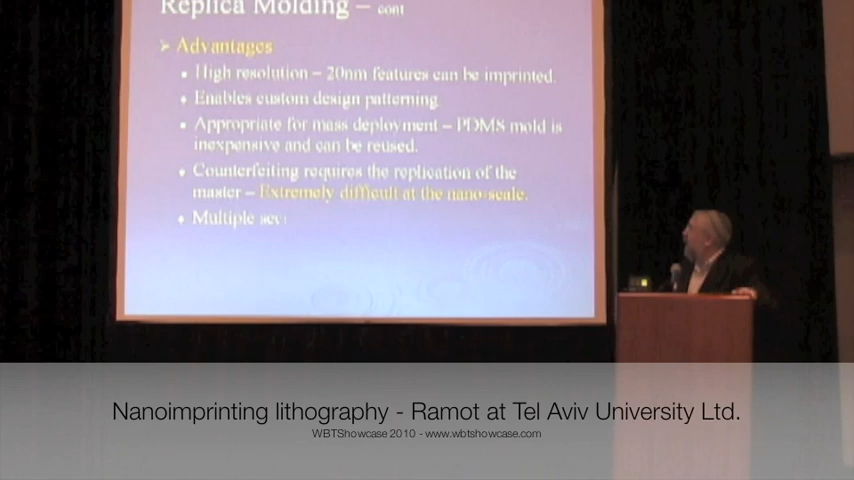 Replica Molding – cont
➢ Advantages
• High resolution – 20nm features can be imprinted.
• Enables custom design patterning
• Appropriate for mass deployment – PDMS mold is
inexpensive and can be reused.
• Counterfeiting requires the replication of the
master – Extremely difficult at the nano-scale.
• Multiple
Nanoimprinting lithography - Ramot at Tel Aviv University Ltd.
WBTShowcase 2010 - www.wbtshowcase.com